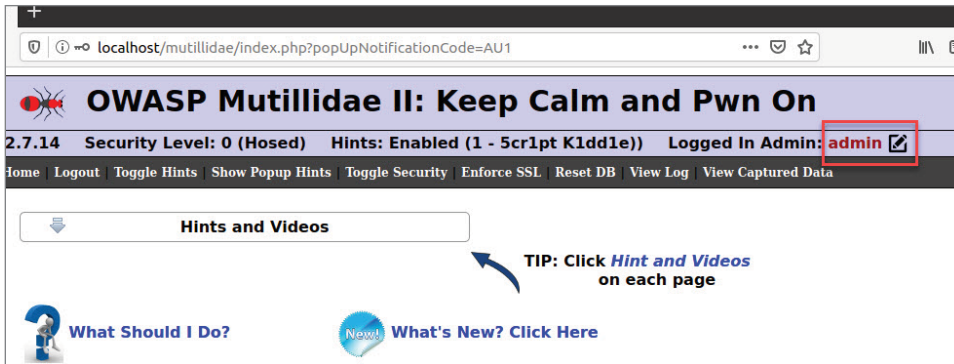 localhost/mutillidae/index.php?popUpNotificationCode=AU1
OWASP Mutillidae II: Keep Calm and Pwn On
2.7.14 Security Level: 0 (Hosed) Hints: Enabled (1 - 5cr1pt K1dd1e)) Logged In Admin: admin
Home | Logout | Toggle Hints | Show Popup Hints | Toggle Security | Enforce SSL | Reset DB | View Log | View Captured Data
Hints and Videos
TIP: Click Hint and Videos
on each page
What Should I Do?
New! What's New? Click Here